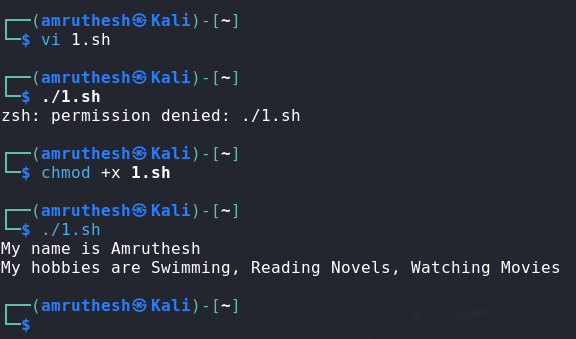 ┌──(amruthesh㉿Kali)-[~]
└─$ vi 1.sh
┌──(amruthesh㉿Kali)-[~]
└─$ ./1.sh
zsh: permission denied: ./1.sh
┌──(amruthesh㉿Kali)-[~]
└─$ chmod +x 1.sh
┌──(amruthesh㉿Kali)-[~]
└─$ ./1.sh
My name is Amruthesh
My hobbies are Swimming, Reading Novels, Watching Movies
┌──(amruthesh㉿Kali)-[~]
└─$